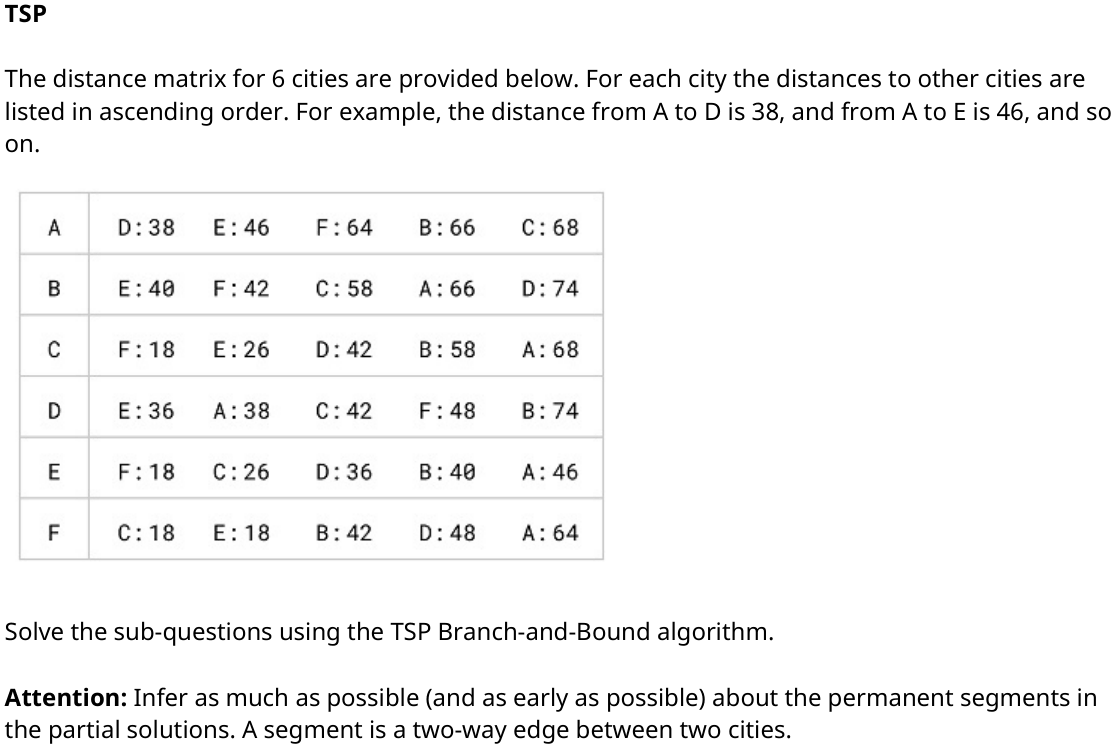 TSP
The distance matrix for 6 cities are provided below. For each city the distances to other cities are
listed in ascending order. For example, the distance from A to D is 38, and from A to E is 46, and so
on.
A D:38 E:46 F:64 B:66 C:68
B E:40 F:42 C:58 A:66 D:74
C F:18 E:26 D:42 B:58 A:68
D E:36 A:38 C:42 F:48 B:74
E F:18 C:26 D:36 B:40 A:46
F C:18 E:18 B:42 D:48 A:64
Solve the sub-questions using the TSP Branch-and-Bound algorithm.
Attention: Infer as much as possible (and as early as possible) about the permanent segments in
the partial solutions. A segment is a two-way edge between two cities.